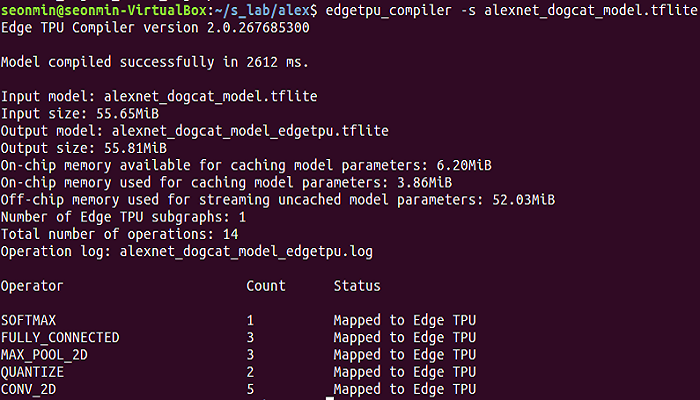 seonmin@seonmin-VirtualBox:~/s_lab/alex$ edgetpu_compiler -s alexnet_dogcat_model.tflite
Edge TPU Compiler version 2.0.267685300

Model compiled successfully in 2612 ms.

Input model: alexnet_dogcat_model.tflite
Input size: 55.65MiB
Output model: alexnet_dogcat_model_edgetpu.tflite
Output size: 55.81MiB
On-chip memory available for caching model parameters: 6.20MiB
On-chip memory used for caching model parameters: 3.86MiB
Off-chip memory used for streaming uncached model parameters: 52.03MiB
Number of Edge TPU subgraphs: 1
Total number of operations: 14
Operation log: alexnet_dogcat_model_edgetpu.log

Operator Count Status

SOFTMAX 1 Mapped to Edge TPU
FULLY_CONNECTED 3 Mapped to Edge TPU
MAX_POOL_2D 3 Mapped to Edge TPU
QUANTIZE 2 Mapped to Edge TPU
CONV_2D 5 Mapped to Edge TPU